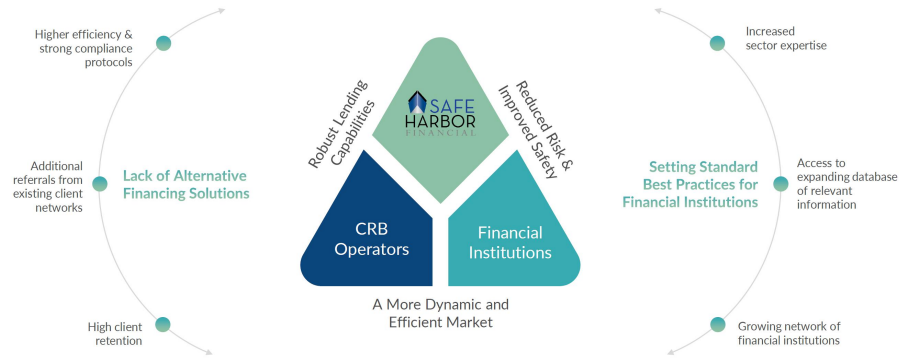 Higher efficiency &
strong compliance
protocols
Additional
referrals from
existing client
networks
High client
retention
Lack of Alternative
Financing Solutions
Robust Lending
Capabilities
SAFE
HARBOR
FINANCIAL
Reduced Risk &
Improved Safety
CRB
Operators
Financial
Institutions
A More Dynamic and
Efficient Market
Setting Standard
Best Practices for
Financial Institutions
Increased
sector expertise
Access to
expanding database
of relevant
information
Growing network of
financial institutions